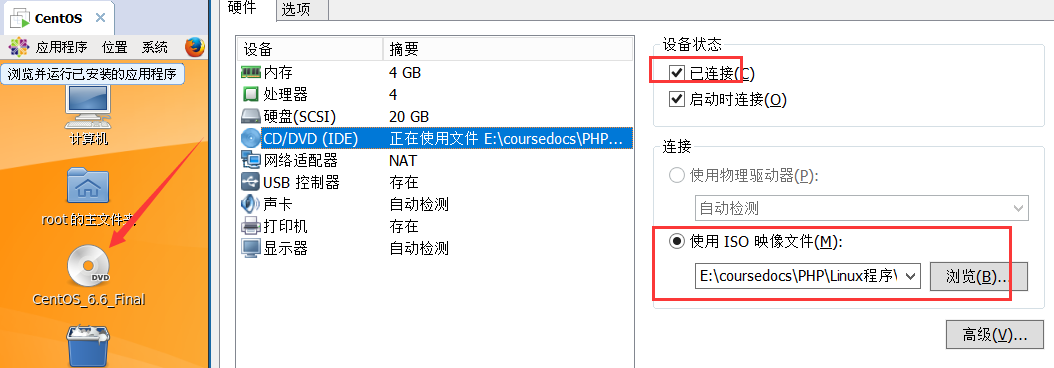 CentOS
应用程序 位置 系统
浏览并运行已安装的应用程序
计算机
root 的主文件夹
DVD
CentOS_6.6_Final
硬件 选项
设备 摘要
内存 4 GB
处理器 4
硬盘(SCSI) 20 GB
CD/DVD (IDE) 正在使用文件 E:\coursedocs\PHP...
网络适配器 NAT
USB 控制器 存在
声卡 自动检测
打印机 存在
显示器 自动检测
设备状态
已连接(C)
启动时连接(O)
连接
使用物理驱动器(P):
自动检测
使用 ISO 映像文件(M):
E:\coursedocs\PHP\Linux程序\ 浏览(B)...
高级(V)...